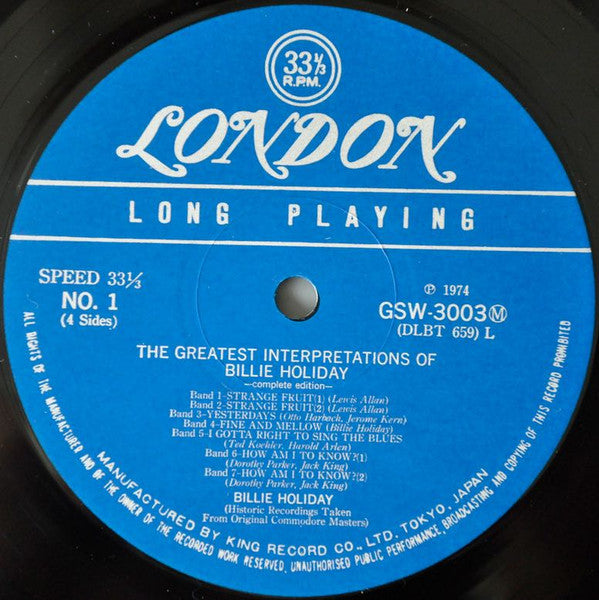 33⅓
R.P.M.
LONDON
LONG PLAYING
SPEED 33⅓
NO. 1
(4 Sides)
℗ 1974
GSW-3003Ⓜ
(DLBT 659) L
THE GREATEST INTERPRETATIONS OF
BILLIE HOLIDAY
—complete edition—
Band 1-STRANGE FRUIT(1) (Lewis Allan)
Band 2-STRANGE FRUIT(2) (Lewis Allan)
Band 3-YESTERDAYS (Otto Harbach, Jerome Kern)
Band 4-FINE AND MELLOW (Billie Holiday)
Band 5-I GOTTA RIGHT TO SING THE BLUES
(Ted Koehler, Harold Arlen)
Band 6-HOW AM I TO KNOW?(1)
(Dorothy Parker, Jack King)
Band 7-HOW AM I TO KNOW?(2)
(Dorothy Parker, Jack King)
BILLIE HOLIDAY
(Historic Recordings Taken
From Original Commodore Masters)
MANUFACTURED BY KING RECORD CO., LTD. TOKYO, JAPAN
ALL RIGHTS OF THE MANUFACTURER AND OF THE OWNER OF THE RECORDED WORK RESERVED. UNAUTHORISED PUBLIC PERFORMANCE, BROADCASTING AND COPYING OF THIS RECORD PROHIBITED